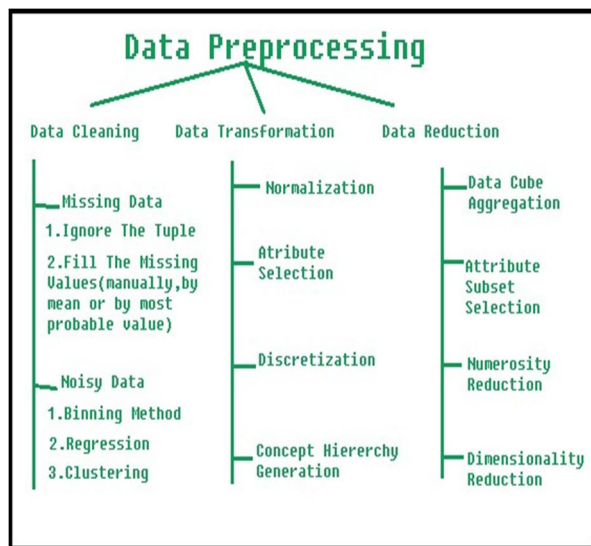 Data Preprocessing
Data Cleaning
Missing Data
1.Ignore The Tuple
2.Fill The Missing
Values(manually,by
mean or by most
probable value)
Noisy Data
1.Binning Method
2.Regression
3.Clustering
Data Transformation
Normalization
Atribute
Selection
Discretization
Concept Hiererchy
Generation
Data Reduction
Data Cube
Aggregation
Attribute
Subset
Selection
Numerosity
Reduction
Dimensionality
Reduction